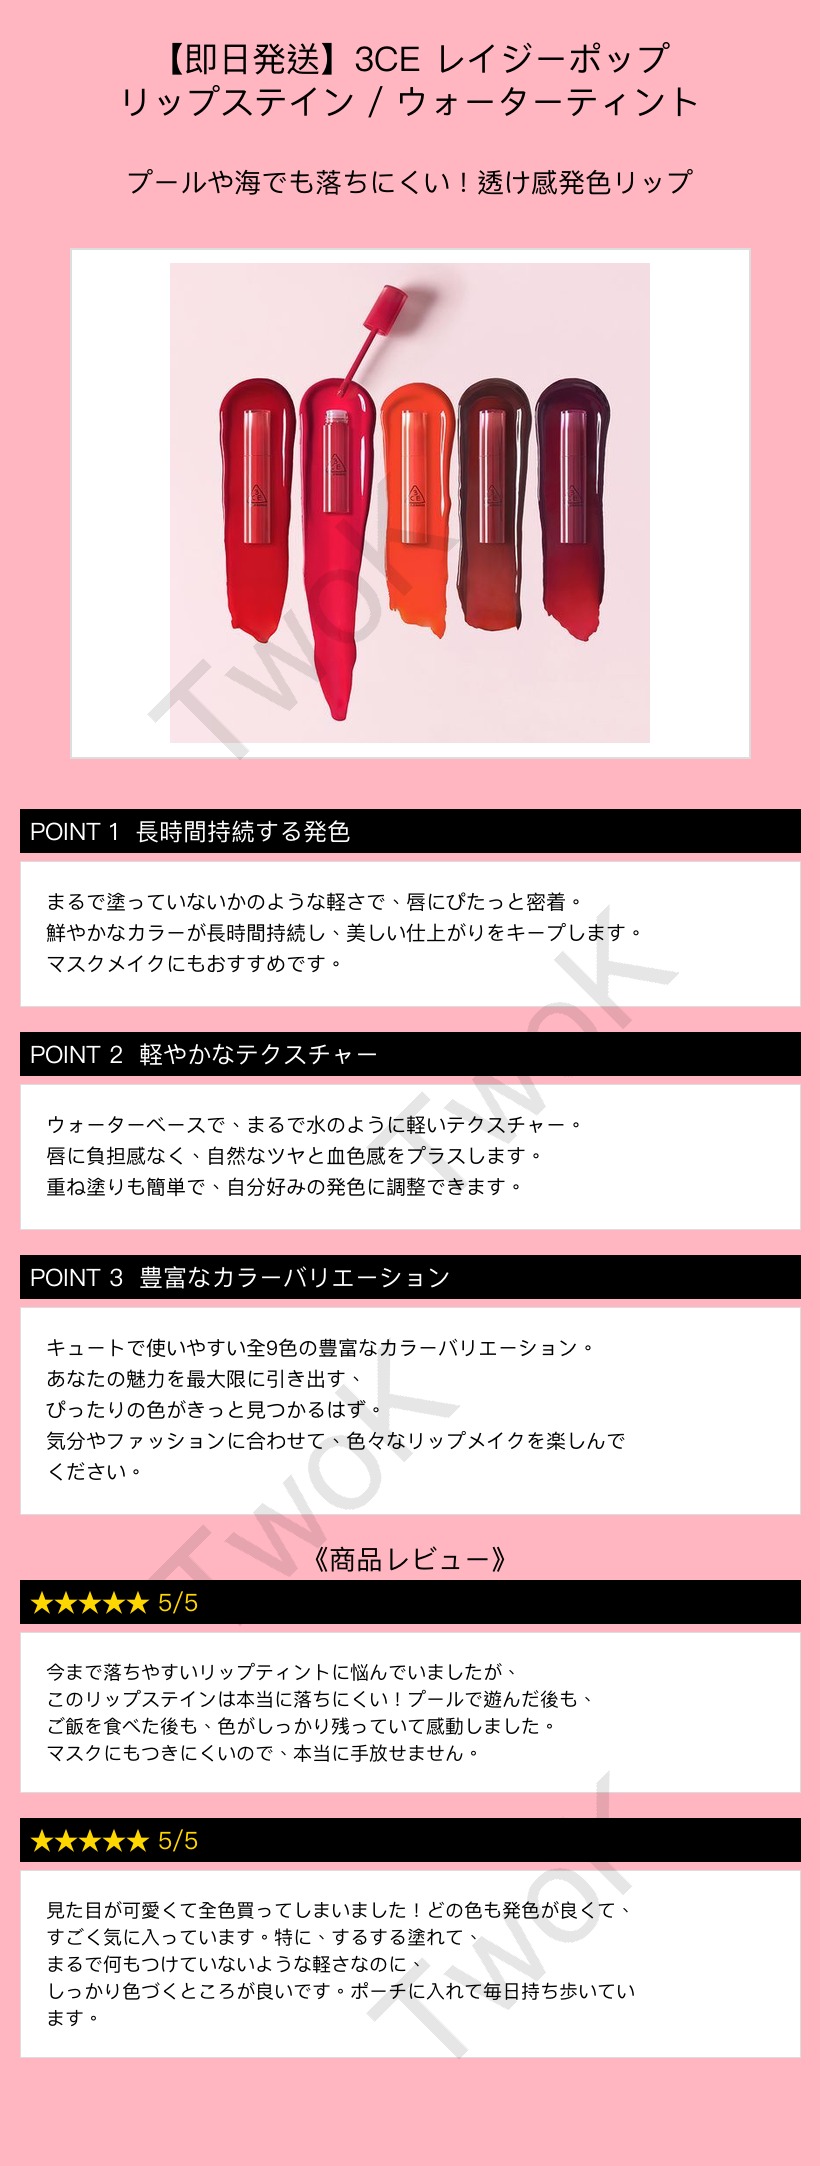 【即日発送】3CE レイジーポップ
リップステイン / ウォーターティント
プールや海でも落ちにくい！透け感発色リップ
3CE
3CE
3CE
3CE
3CE
TwoK
POINT 1 長時間持続する発色
まるで塗っていないかのような軽さで、唇にぴたっと密着。
鮮やかなカラーが長時間持続し、美しい仕上がりをキープします。
マスクメイクにもおすすめです。
TwoK
POINT 2 軽やかなテクスチャー
ウォーターベースで、まるで水のように軽いテクスチャー。
唇に負担感なく、自然なツヤと血色感をプラスします。
重ね塗りも簡単で、自分好みの発色に調整できます。
POINT 3 豊富なカラーバリエーション
キュートで使いやすい全9色の豊富なカラーバリエーション。
あなたの魅力を最大限に引き出す、
ぴったりの色がきっと見つかるはず。
気分やファッションに合わせて、色々なリップメイクを楽しんで
ください。
TwoK
《商品レビュー》
★★★★★ 5/5
今まで落ちやすいリップティントに悩んでいましたが、
このリップステインは本当に落ちにくい！プールで遊んだ後も、
ご飯を食べた後も、色がしっかり残っていて感動しました。
マスクにもつきにくいので、本当に手放せません。
★★★★★ 5/5
見た目が可愛くて全色買ってしまいました！どの色も発色が良くて、
すごく気に入っています。特に、するする塗れて、
まるで何もつけていないような軽さなのに、
しっかり色づくところが良いです。ポーチに入れて毎日持ち歩いてい
ます。
TwoK